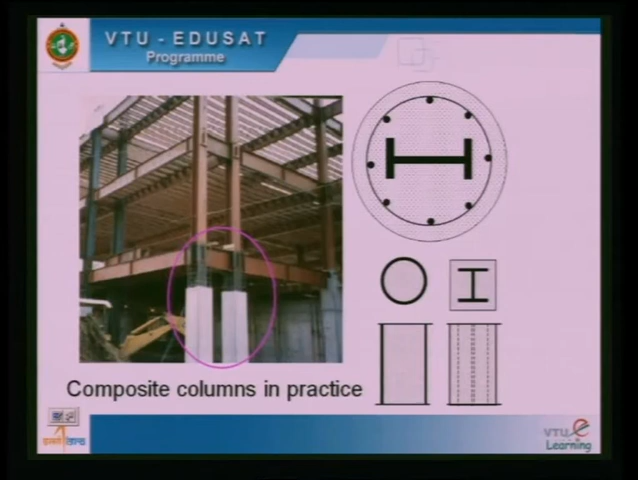 VTU - EDUSAT
Programme
Composite columns in practice
VTU e
Learning